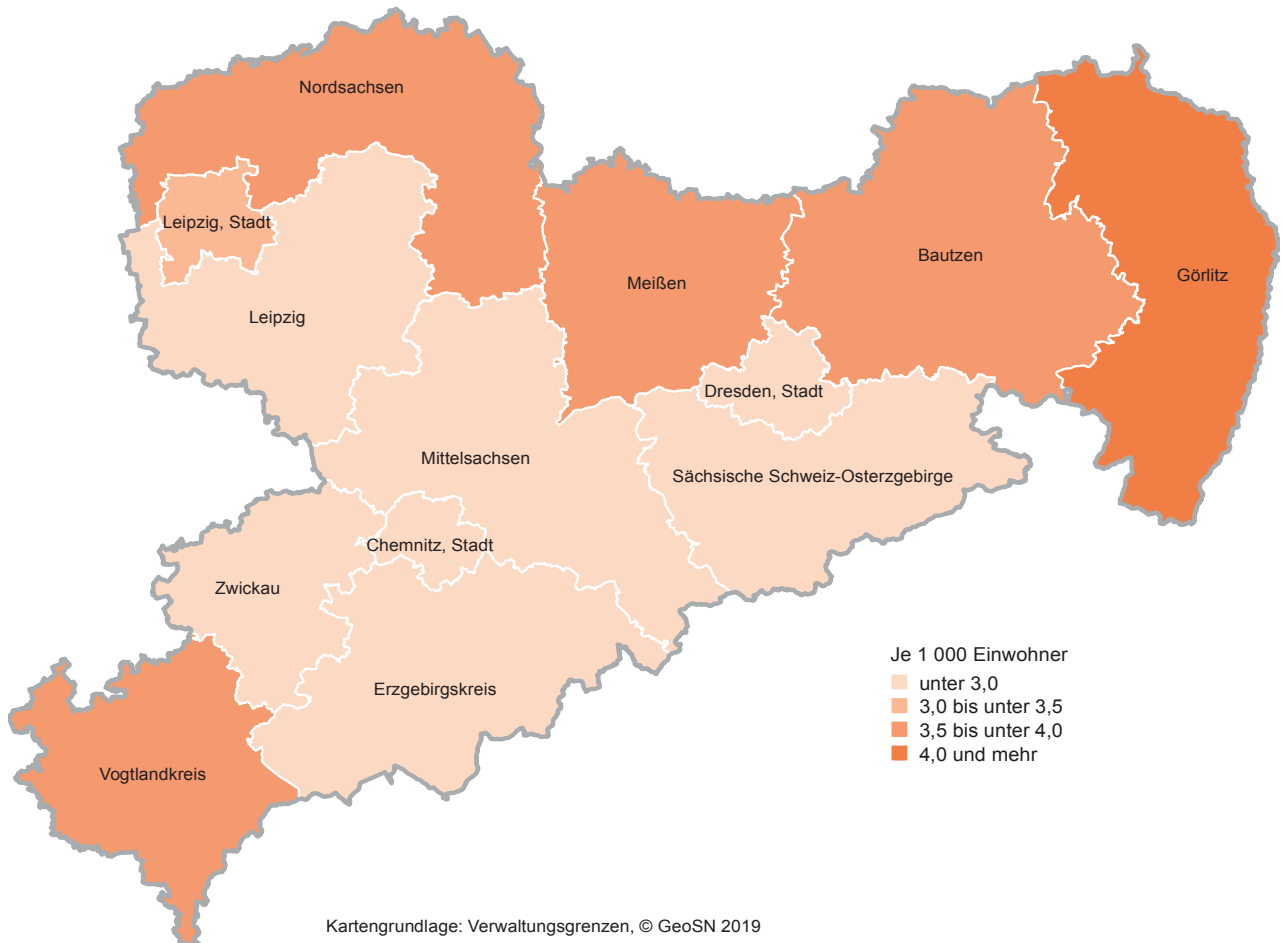 Nordsachsen
Leipzig, Stadt
Bautzen
Görlitz
Meißen
Leipzig
Dresden, Stadt
Mittelsachsen
Sächsische Schweiz-Osterzgebirge
Chemnitz, Stadt
Zwickau
Erzgebirgskreis
Vogtlandkreis
Je 1 000 Einwohner
unter 3,0
3,0 bis unter 3,5
3,5 bis unter 4,0
4,0 und mehr
Kartengrundlage: Verwaltungsgrenzen, © GeoSN 2019